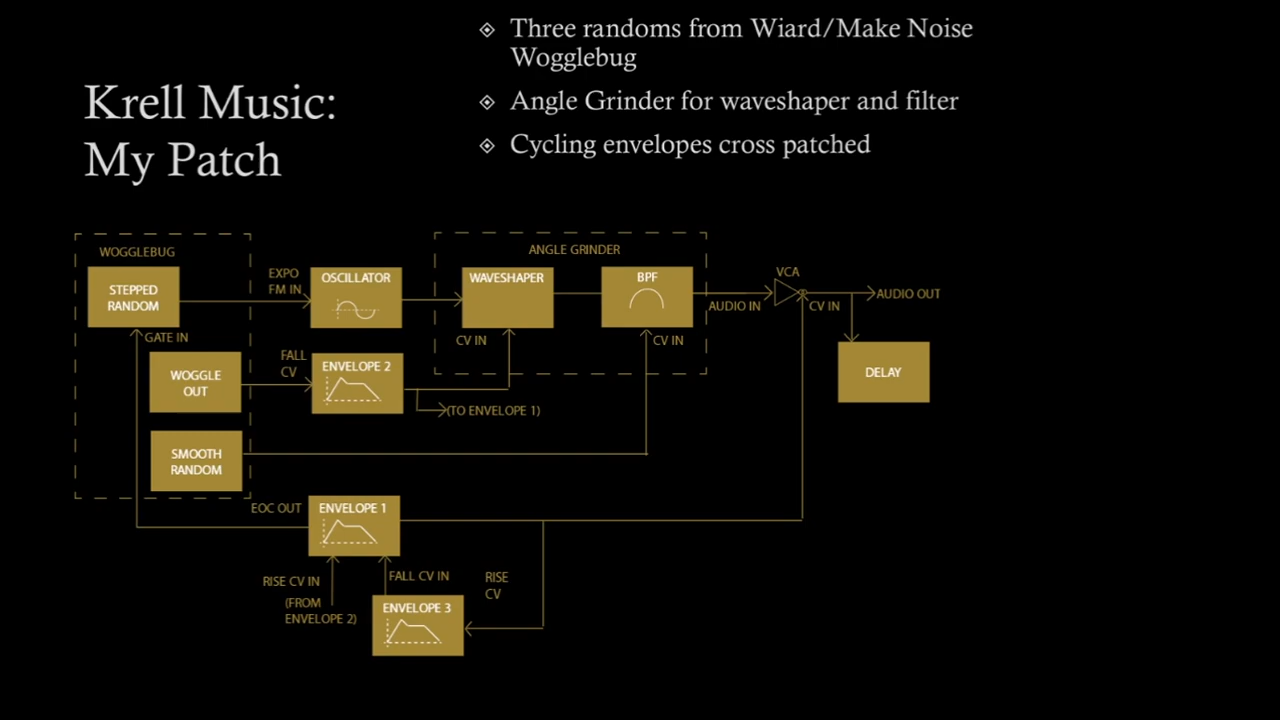 Krell Music:
My Patch
Three randoms from Wiard/Make Noise
Wogglebug
Angle Grinder for waveshaper and filter
Cycling envelopes cross patched
WOGGLEBUG
STEPPED
RANDOM
GATE IN
WOGGLE
OUT
SMOOTH
RANDOM
EXPO
FM IN
OSCILLATOR
FALL
CV
ENVELOPE 2
(TO ENVELOPE 1)
ANGLE GRINDER
WAVESHAPER
CV IN
BPF
CV IN
AUDIO IN
VCA
CV IN
AUDIO OUT
DELAY
EOC OUT
ENVELOPE 1
RISE CV IN
(FROM
ENVELOPE 2)
FALL CV IN
RISE
CV
ENVELOPE 3